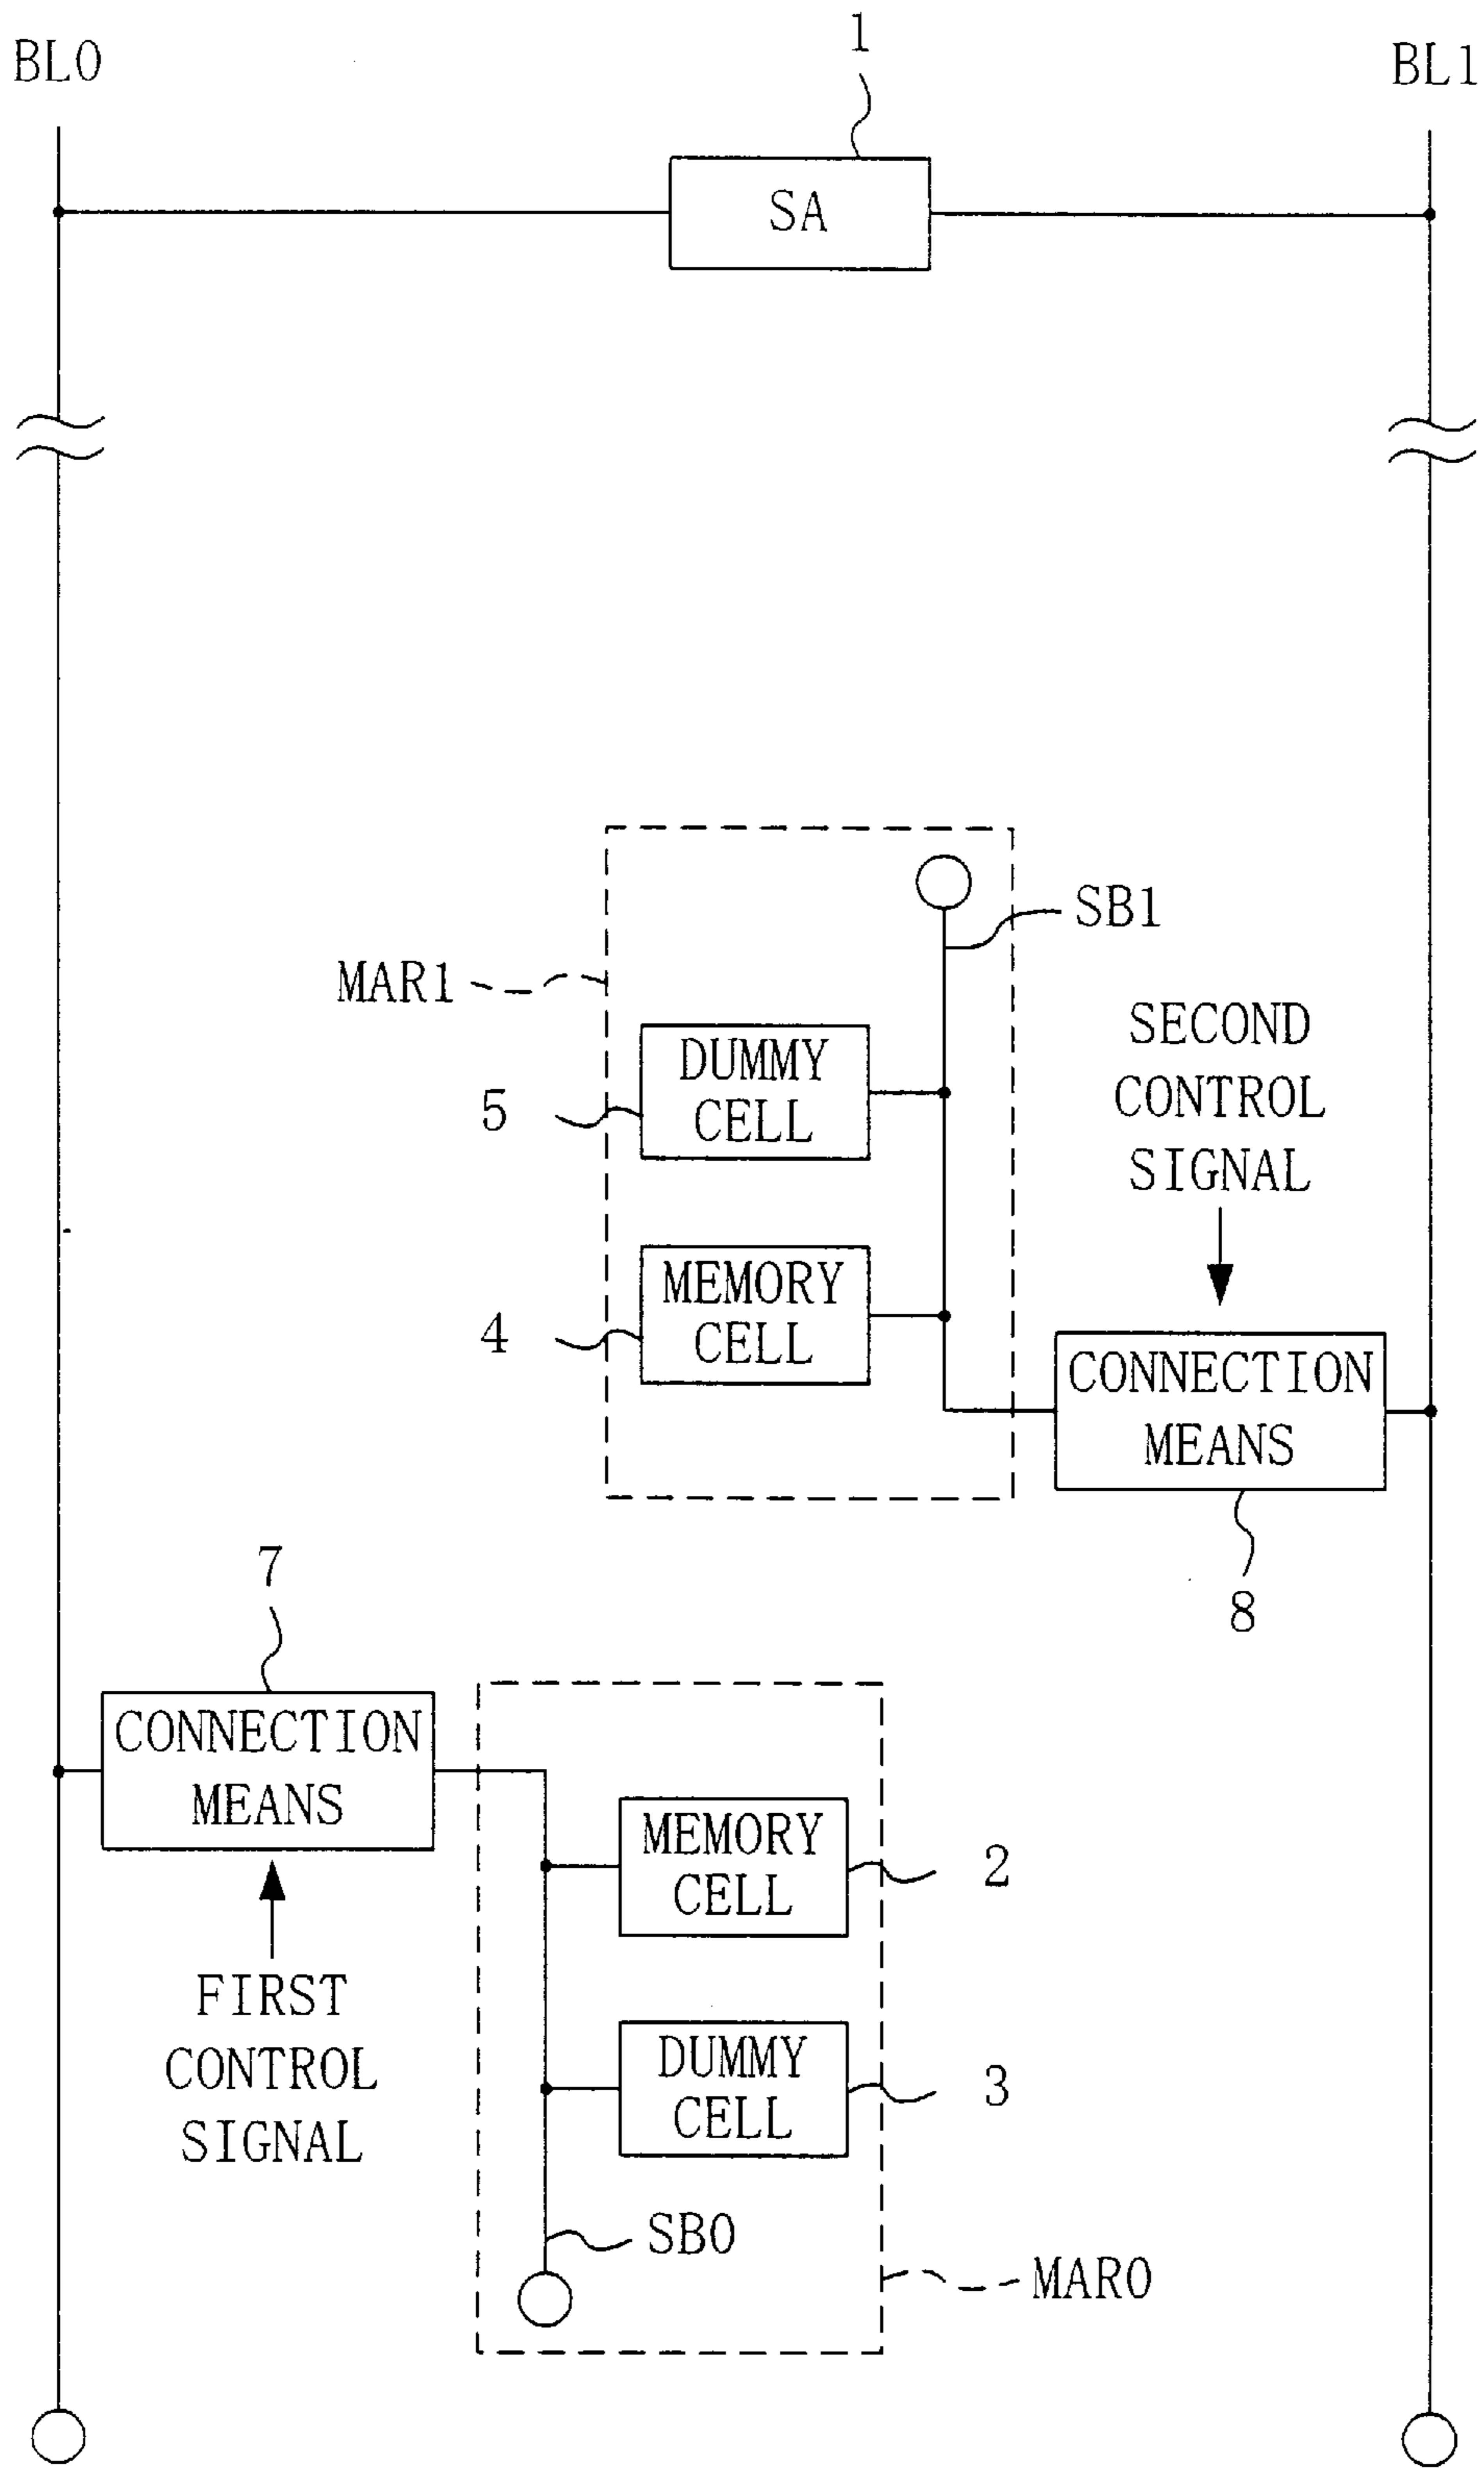 1
BL0
BL1
SA
SB1
MAR1
SECOND
CONTROL
SIGNAL
DUMMY
CELL
5
MEMORY
CELL
4
CONNECTION
MEANS
7
8
CONNECTION
MEANS
MEMORY
CELL
2
FIRST
CONTROL
SIGNAL
DUMMY
CELL
3
SB0
MAR0